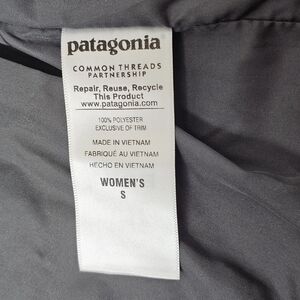 patagonia
COMMON THREADS
PARTNERSHIP
Repair, Reuse, Recycle
This Product
www.patagonia.com
100% POLYESTER
EXCLUSIVE OF TRIM
MADE IN VIETNAM
FABRIQUÉ AU VIETNAM
HECHO EN VIETNAM
WOMEN'S
S